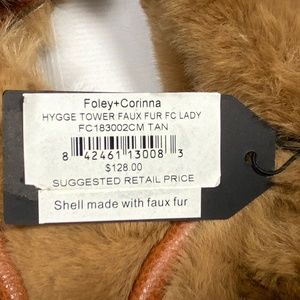 Foley+Corinna
HYGGE TOWER FAUX FUR FC LADY
FC183002CM TAN
8 42461 13008 3
$128.00
SUGGESTED RETAIL PRICE
Shell made with faux fur